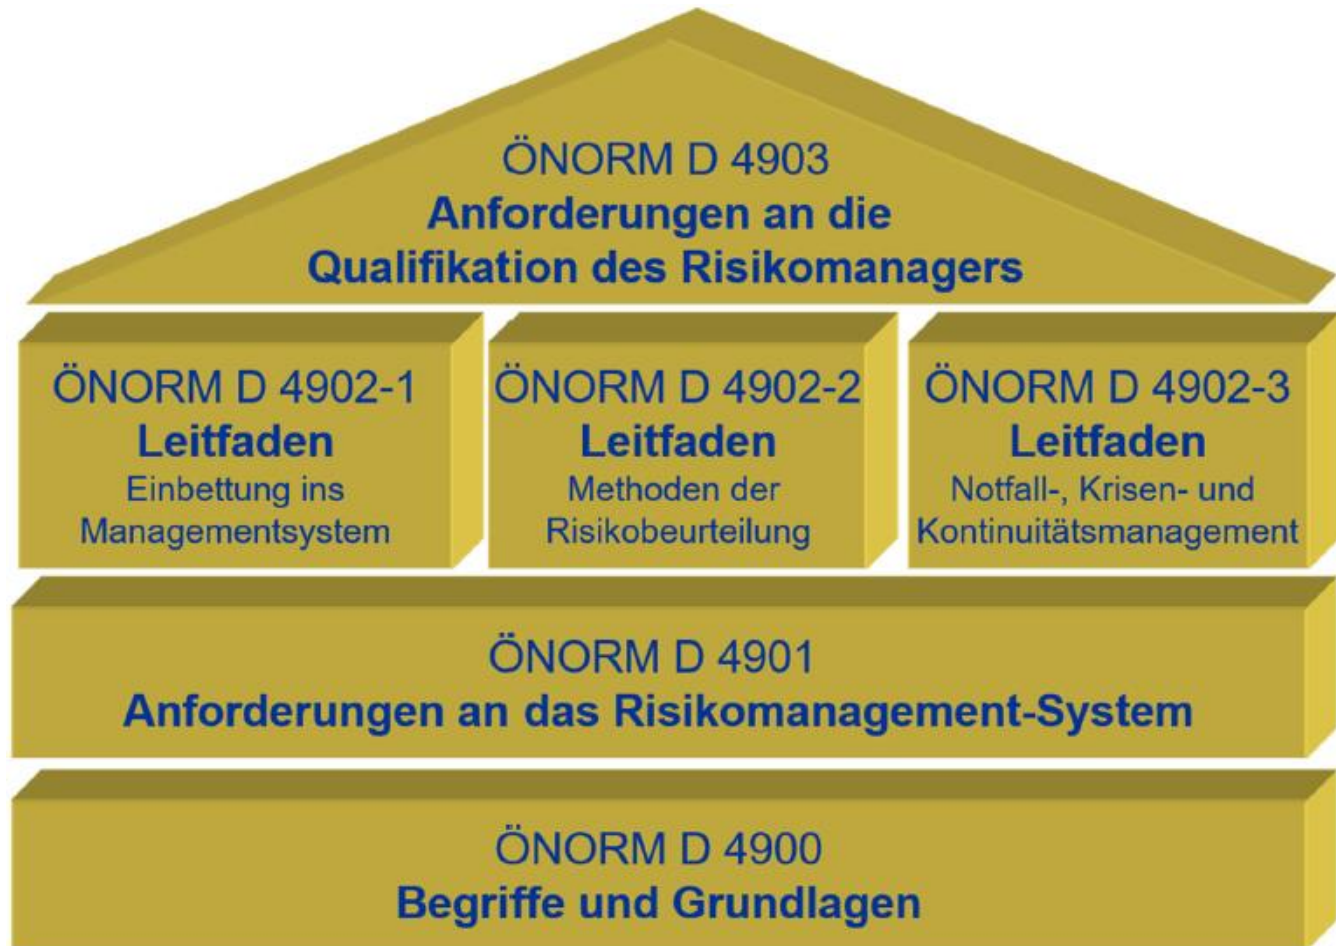 ÖNORM D 4903
Anforderungen an die
Qualifikation des Risikomanagers
ÖNORM D 4902-1
Leitfaden
Einbettung ins
Managementsystem
ÖNORM D 4902-2
Leitfaden
Methoden der
Risikobeurteilung
ÖNORM D 4902-3
Leitfaden
Notfall-, Krisen- und
Kontinuitätsmanagement
ÖNORM D 4901
Anforderungen an das Risikomanagement-System
ÖNORM D 4900
Begriffe und Grundlagen